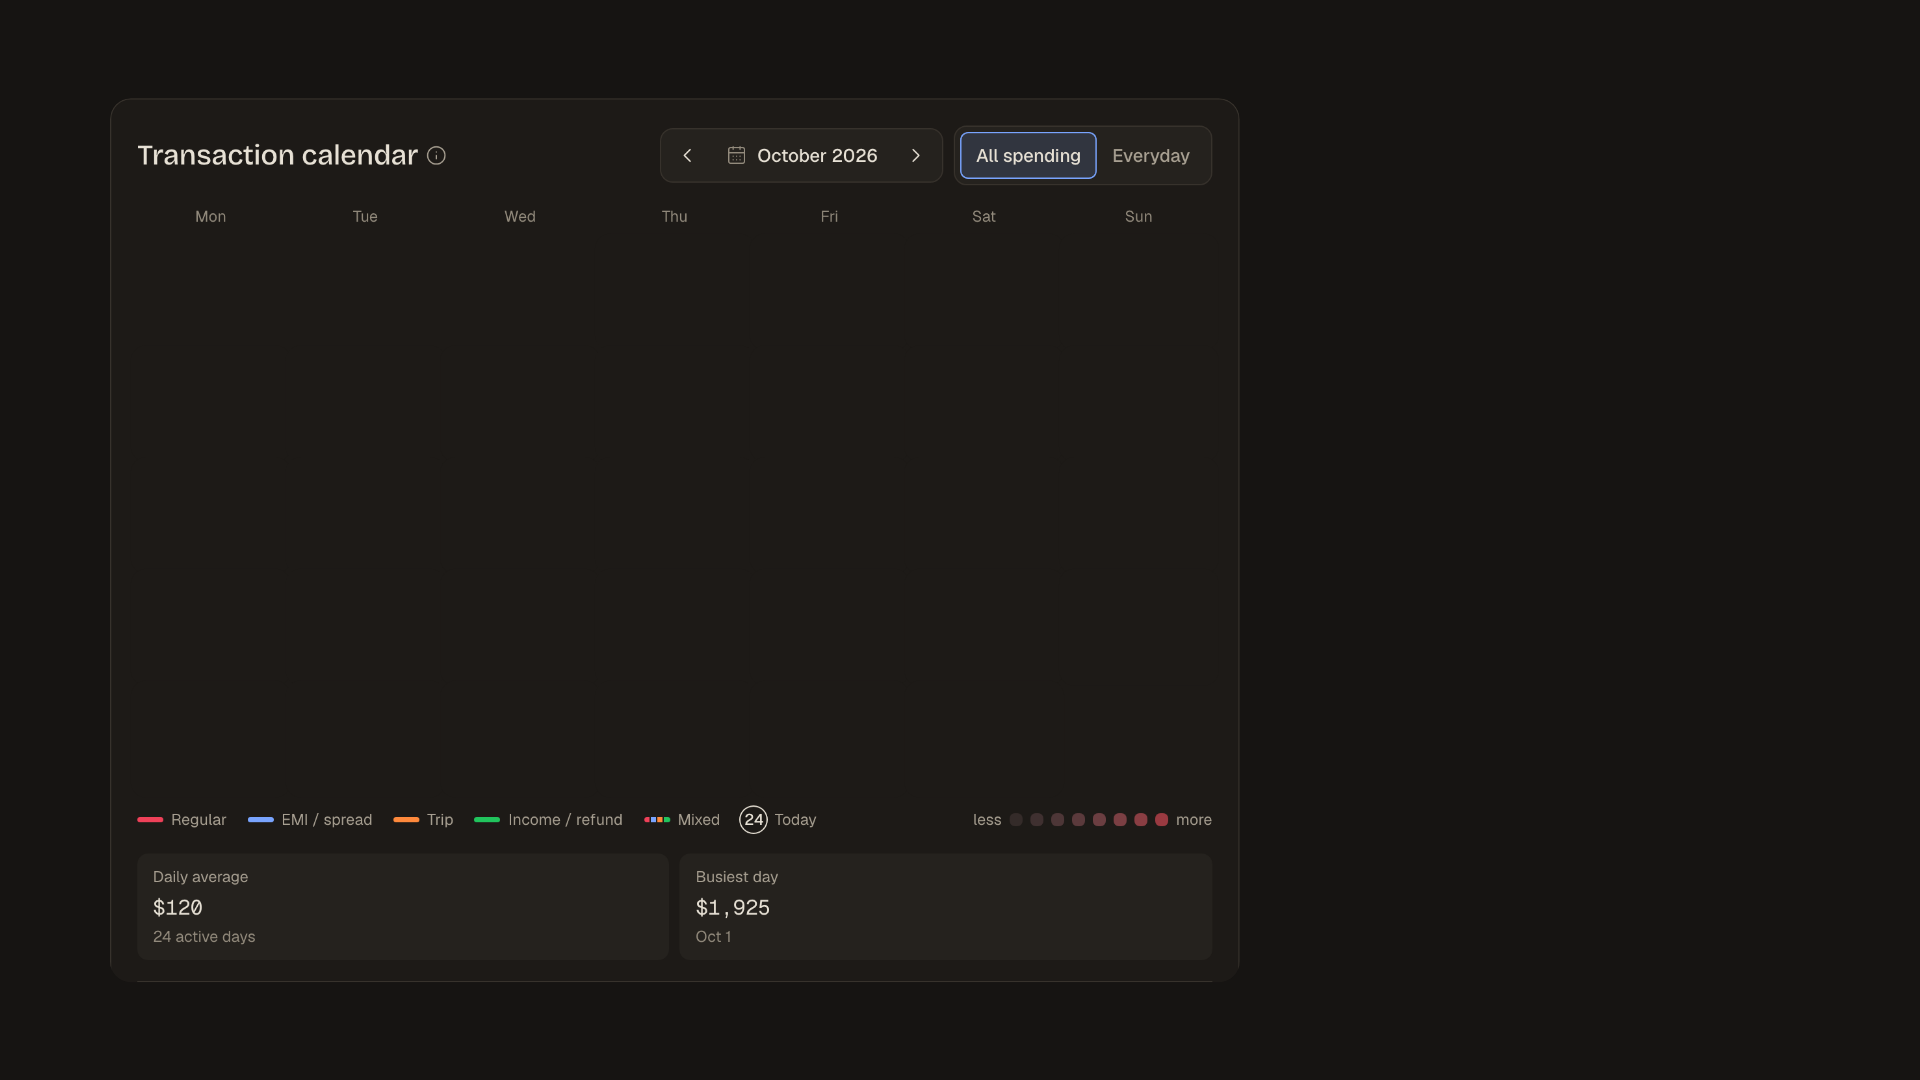 Transaction calendar
October 2026
All spending
Everyday
Mon Tue Wed Thu Fri Sat Sun
Regular EMI / spread Trip Income / refund Mixed 24 Today
less more
Daily average
$120
24 active days
Busiest day
$1,925
Oct 1